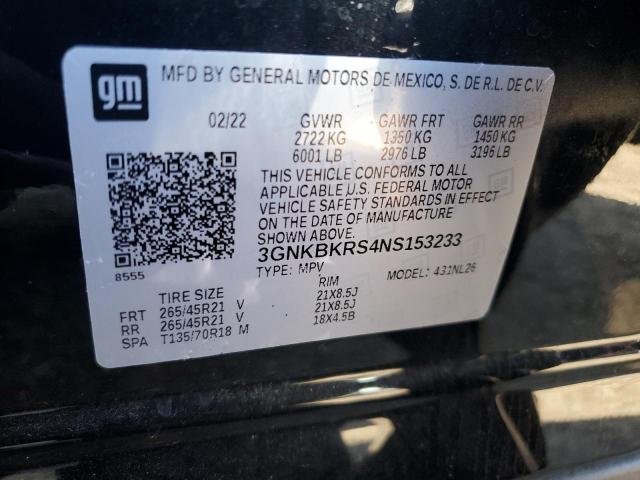 gm
MFD BY GENERAL MOTORS DE MEXICO, S. DE R.L. DE C.V.
02/22 GVWR GAWR FRT GAWR RR
2722 KG 1350 KG 1450 KG
6001 LB 2976 LB 3196 LB
THIS VEHICLE CONFORMS TO ALL
APPLICABLE U.S. FEDERAL MOTOR
VEHICLE SAFETY STANDARDS IN EFFECT
ON THE DATE OF MANUFACTURE
SHOWN ABOVE.
3GNKBKRS4NS153233
8555 TYPE: MPV MODEL: 431NL26
TIRE SIZE RIM
FRT 265/45R21 V 21X8.5J
RR 265/45R21 V 21X8.5J
SPA T135/70R18 M 18X4.5B